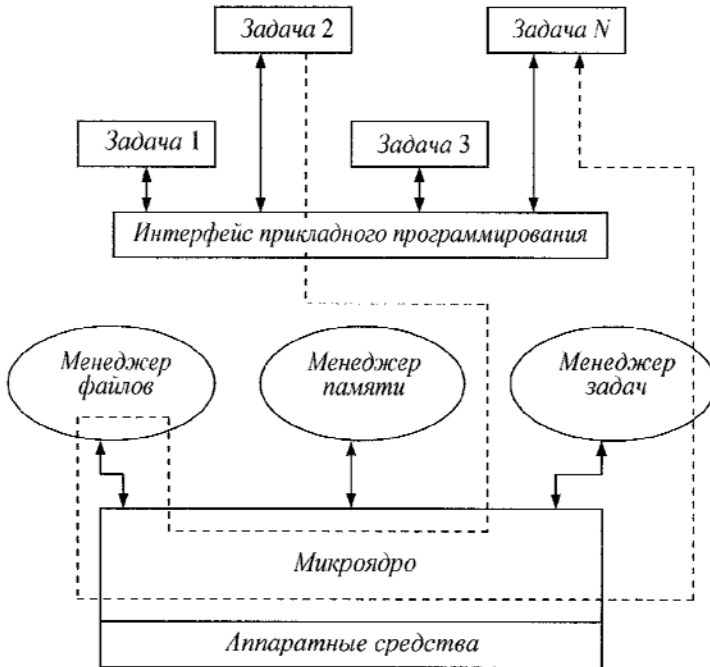 Задача 2
Задача N
Задача 1
Задача 3
Интерфейс прикладного программирования
Менеджер
файлов
Менеджер
памяти
Менеджер
задач
Микроядро
Аппаратные средства